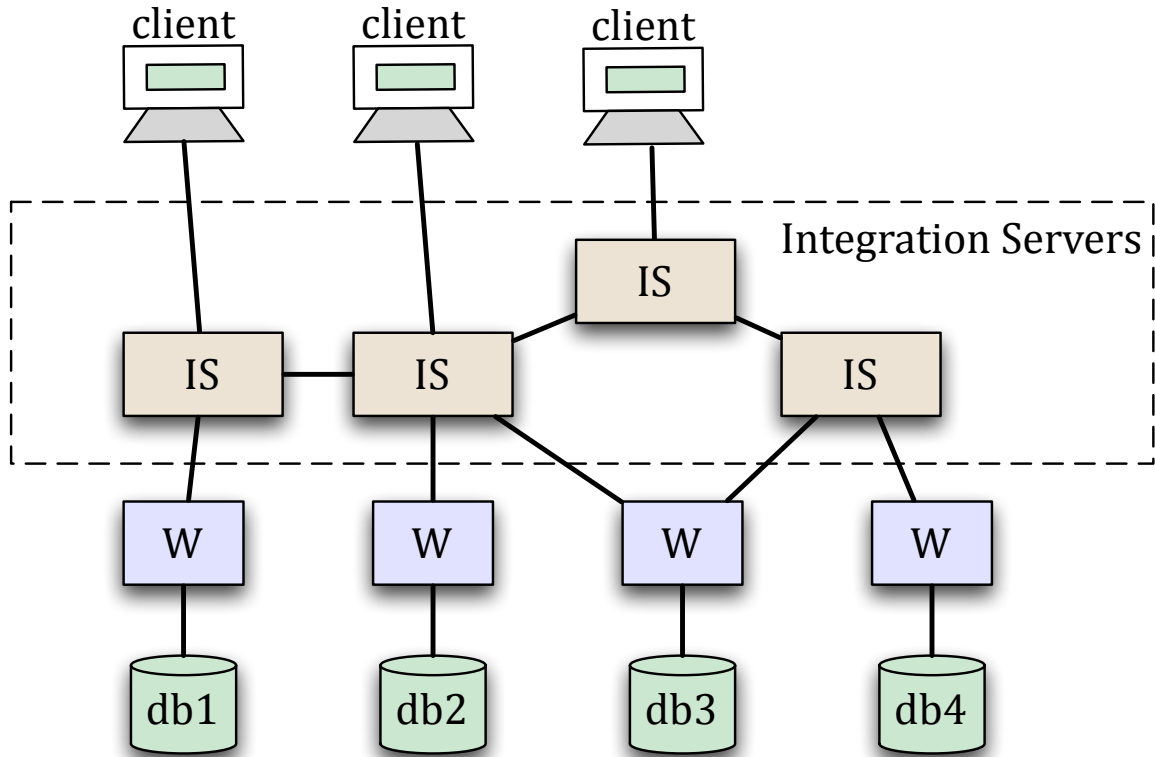 client
client
client
Integration Servers
IS
IS
IS
IS
W
W
W
W
db1
db2
db3
db4